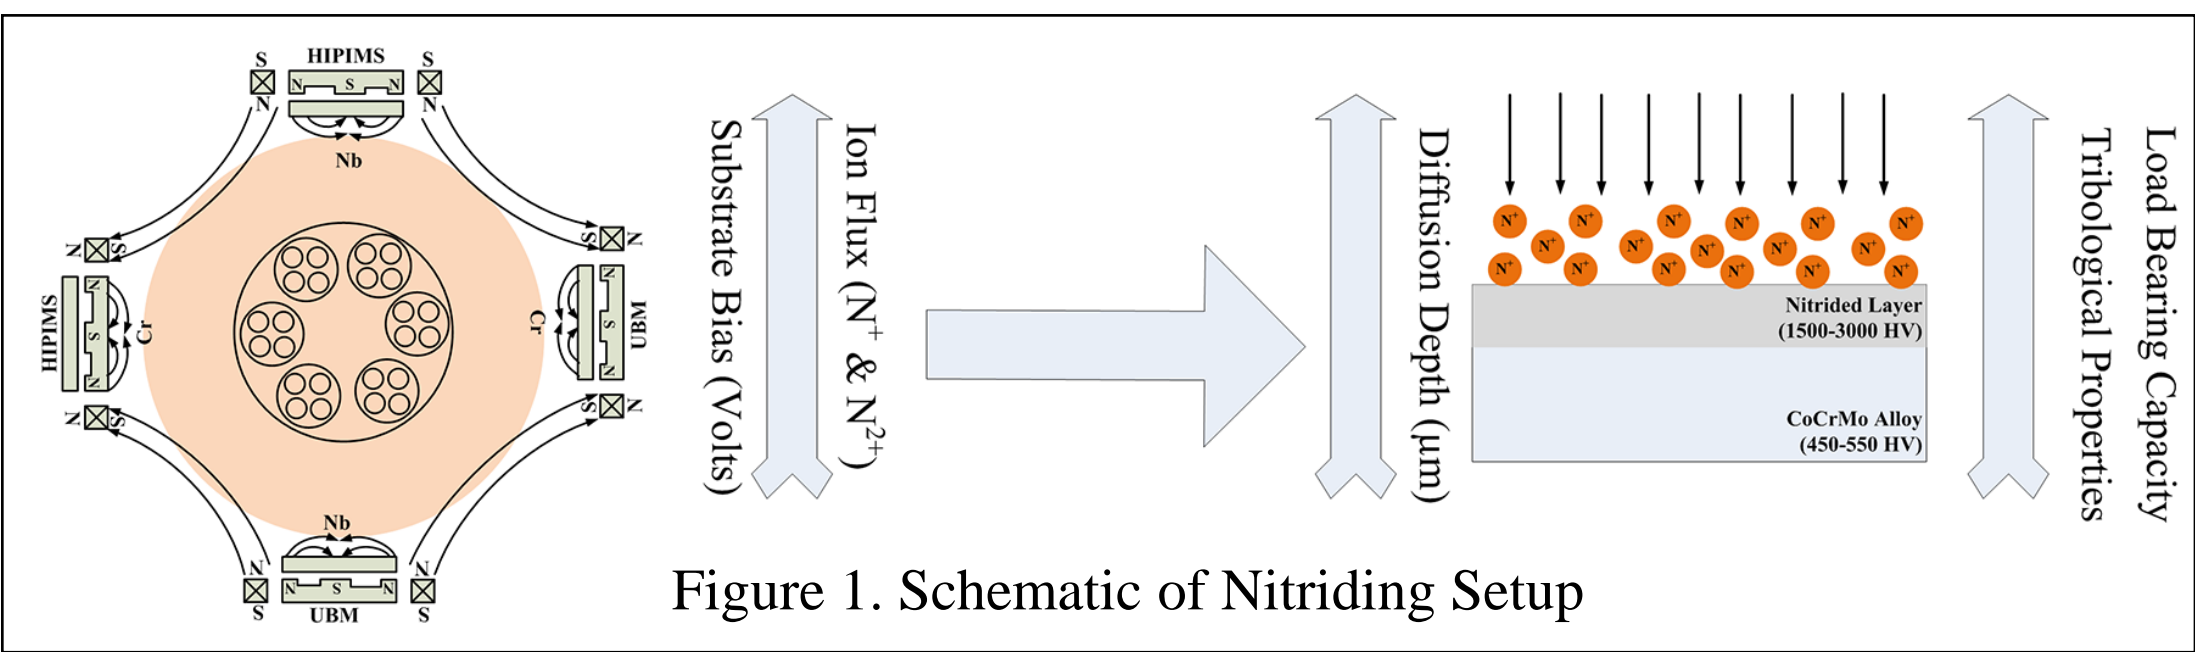 S
HIPIMS
S
N S N
N
N
Nb
N
S
S
N
HIPIMS
N
S
N
Cr
Cr
N
S
N
UBM
N
S
S
N
Nb
N
N
N S N
S
UBM
S
Substrate Bias (Volts)
Ion Flux (N⁺ & N²⁺)
Diffusion Depth (μm)
N⁺ N⁺ N⁺ N⁺ N⁺ N⁺
N⁺ N⁺ N⁺ N⁺ N⁺
N⁺ N⁺ N⁺ N⁺ N⁺ N⁺
Nitrided Layer
(1500-3000 HV)
CoCrMo Alloy
(450-550 HV)
Load Bearing Capacity
Tribological Properties
Figure 1. Schematic of Nitriding Setup